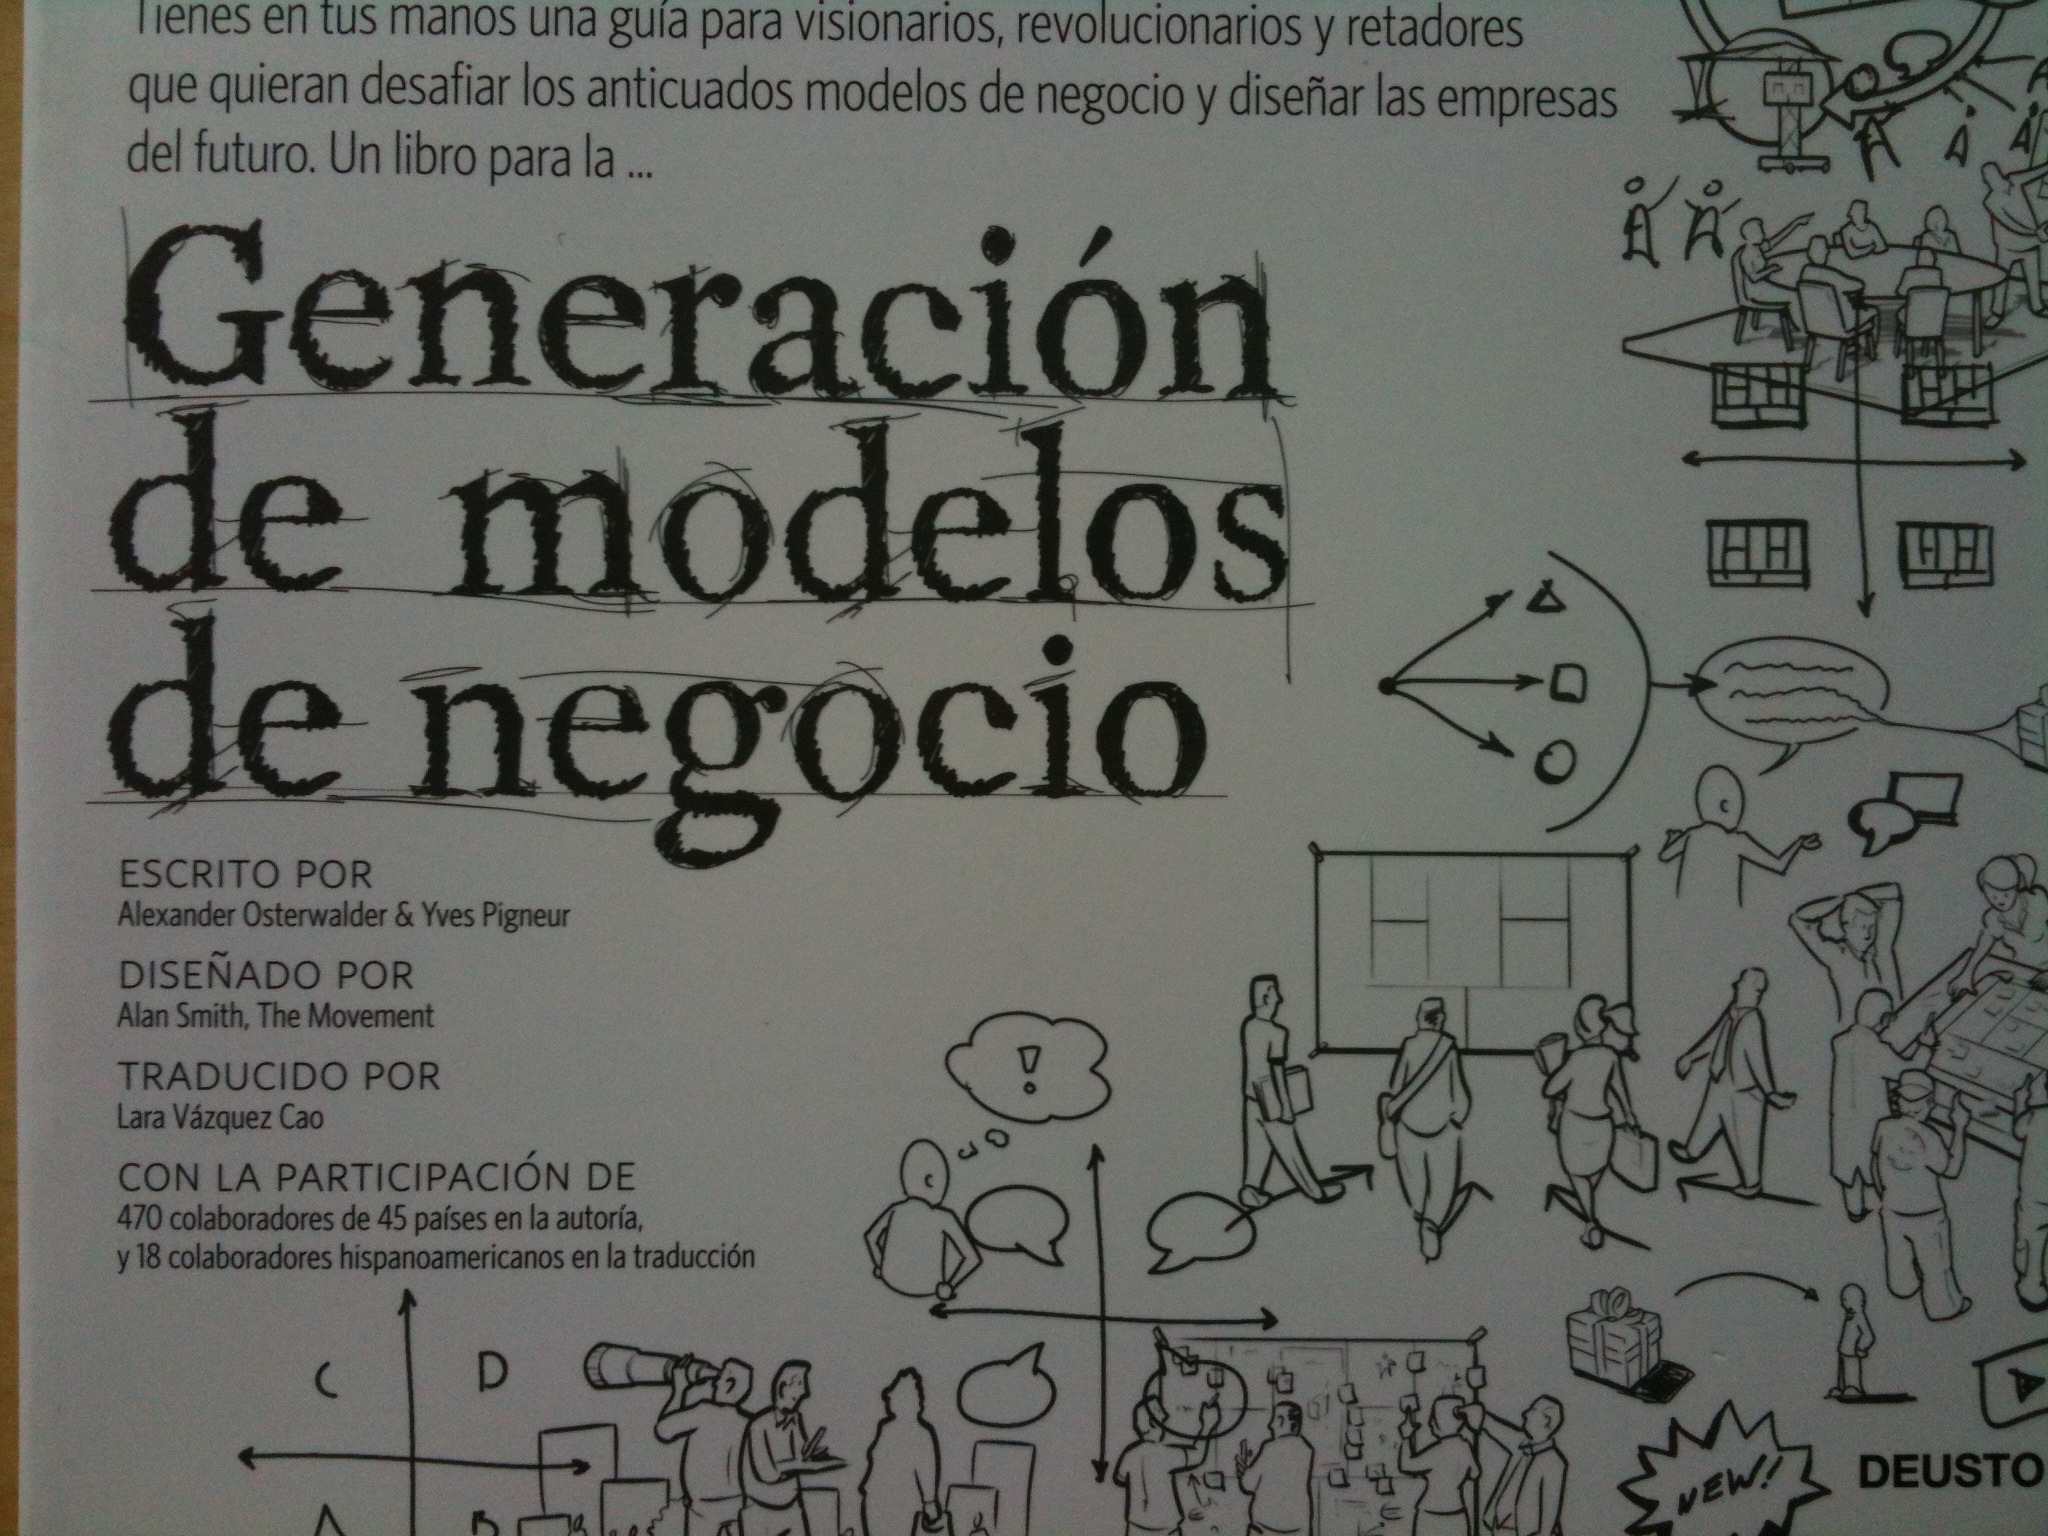 Tienes en tus manos una guía para visionarios, revolucionarios y retadores
que quieran desafiar los anticuados modelos de negocio y diseñar las empresas
del futuro. Un libro para la ...
Generación
de modelos
de negocio
ESCRITO POR
Alexander Osterwalder & Yves Pigneur
DISEÑADO POR
Alan Smith, The Movement
TRADUCIDO POR
Lara Vázquez Cao
CON LA PARTICIPACIÓN DE
470 colaboradores de 45 países en la autoría,
y 18 colaboradores hispanoamericanos en la traducción
!
C D
A B
NEW!
DEUSTO